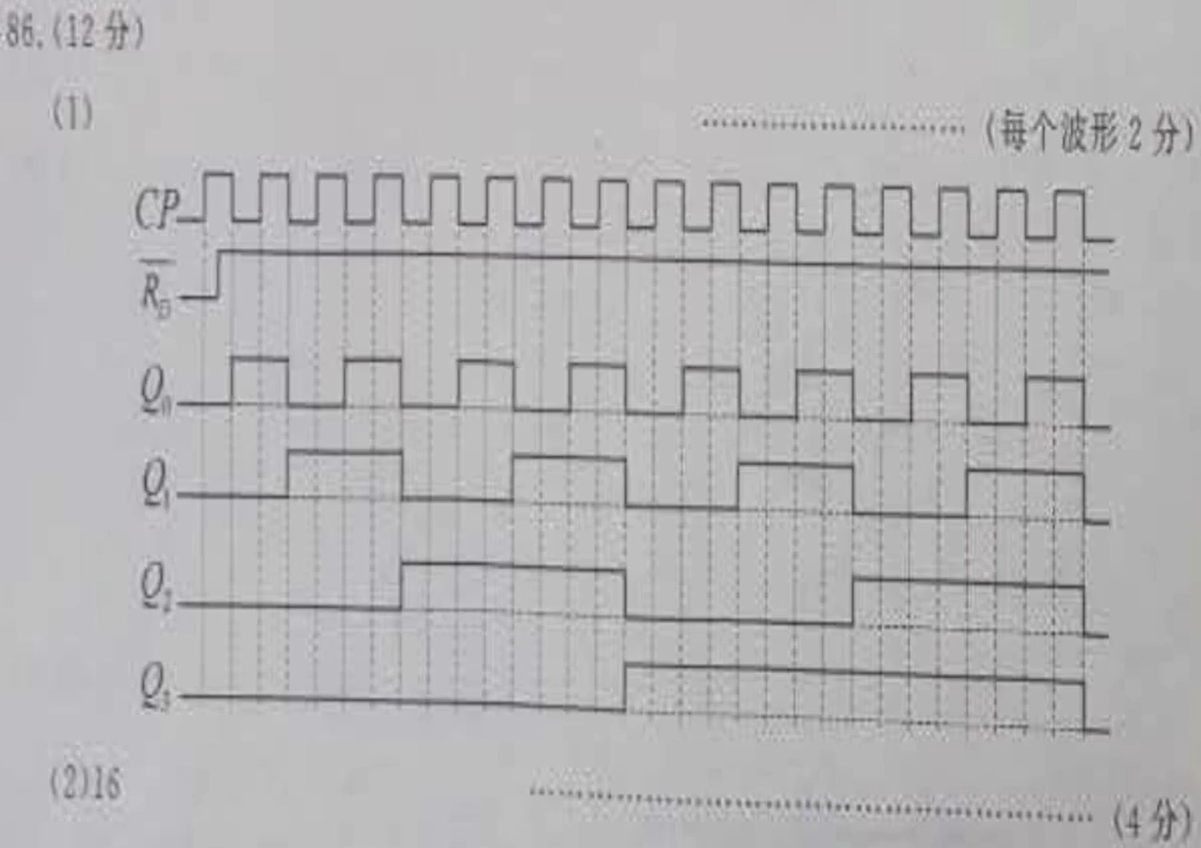 86.(12分)
(1)
(每个波形2分)
CP
R̅_D
Q₀
Q₁
Q₂
Q₃
(2)16
(4分)